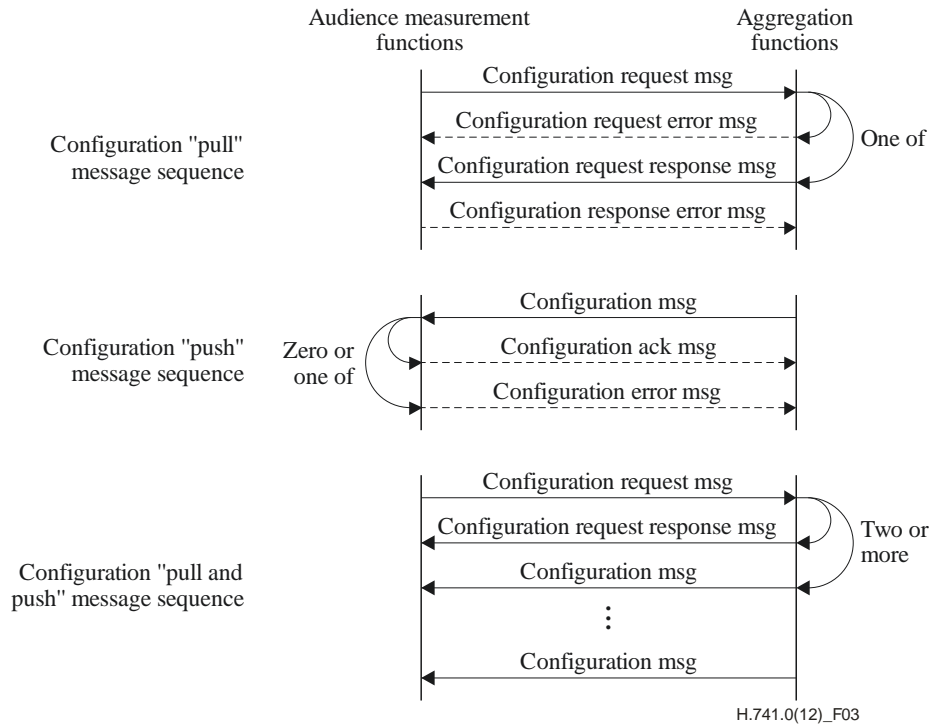 Audience measurement
functions
Aggregation
functions
Configuration "pull"
message sequence
Configuration request msg
Configuration request error msg
Configuration request response msg
Configuration response error msg
One of
Configuration "push"
message sequence
Zero or
one of
Configuration msg
Configuration ack msg
Configuration error msg
Configuration "pull and
push" message sequence
Configuration request msg
Configuration request response msg
Configuration msg
Configuration msg
Two or
more
H.741.0(12)_F03